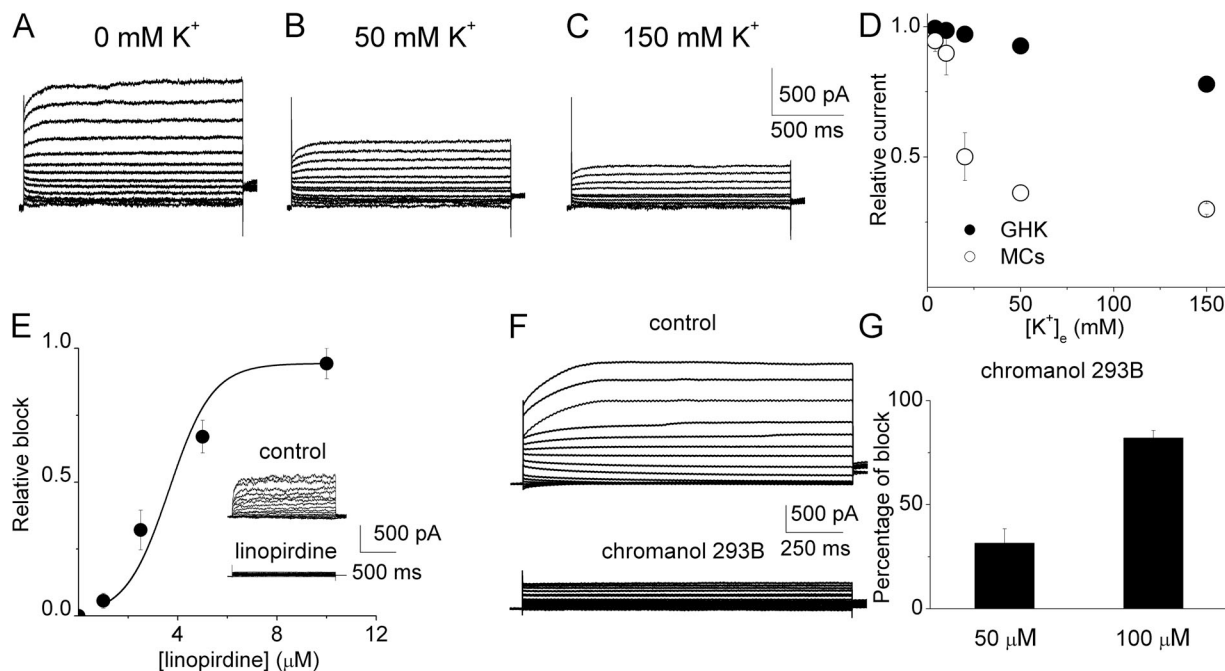 A
0 mM K⁺
B
50 mM K⁺
C
150 mM K⁺
500 pA
500 ms
D
1.0
0.5
Relative current
GHK
MCs
0
50
100
150
[K⁺]ₑ (mM)
E
1.0
0.5
0.0
Relative block
control
500 pA
linopirdine
500 ms
4
8
12
[linopirdine] (μM)
F
control
500 pA
250 ms
chromanol 293B
G
chromanol 293B
100
50
0
Percentage of block
50 μM
100 μM